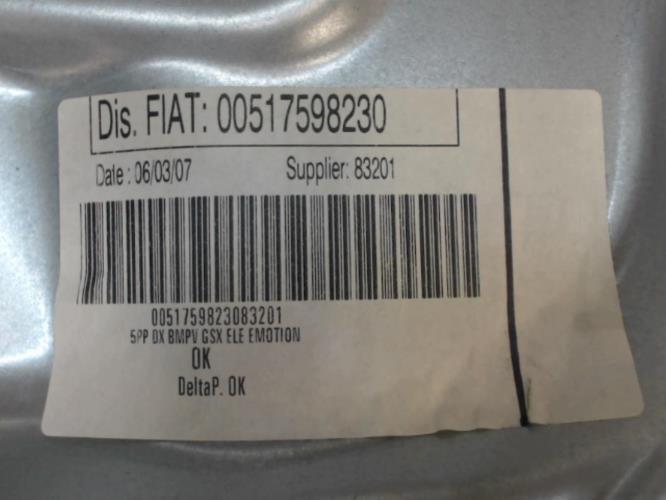 Dis. FIAT: 00517598230
Date : 06/03/07 Supplier: 83201
0051759823083201
5PP DX BMPV GSX ELE EMOTION
OK
DeltaP. OK